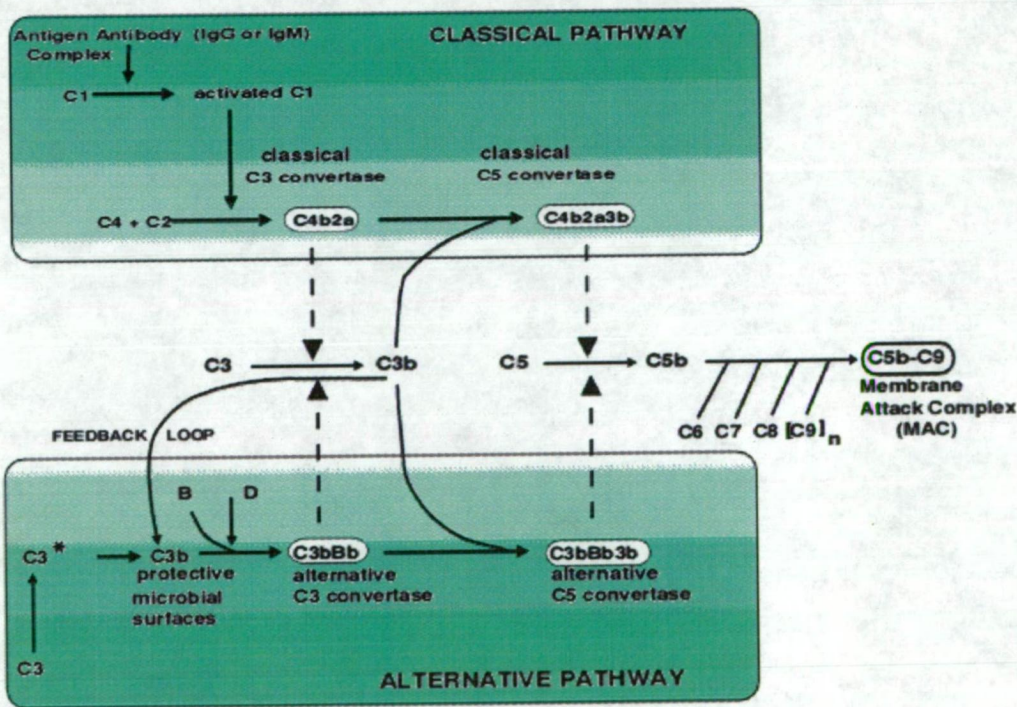 Antigen Antibody (IgG or IgM)
Complex
CLASSICAL PATHWAY
C1
activated C1
classical
C3 convertase
classical
C5 convertase
C4 + C2
C4b2a
C4b2a3b
C3
C3b
C5
C5b
C5b-C9
Membrane
Attack Complex
(MAC)
C6 C7 C8 [C9]n
FEEDBACK LOOP
B
D
C3*
C3b
protective
microbial
surfaces
C3bBb
alternative
C3 convertase
C3bBb3b
alternative
C5 convertase
C3
ALTERNATIVE PATHWAY